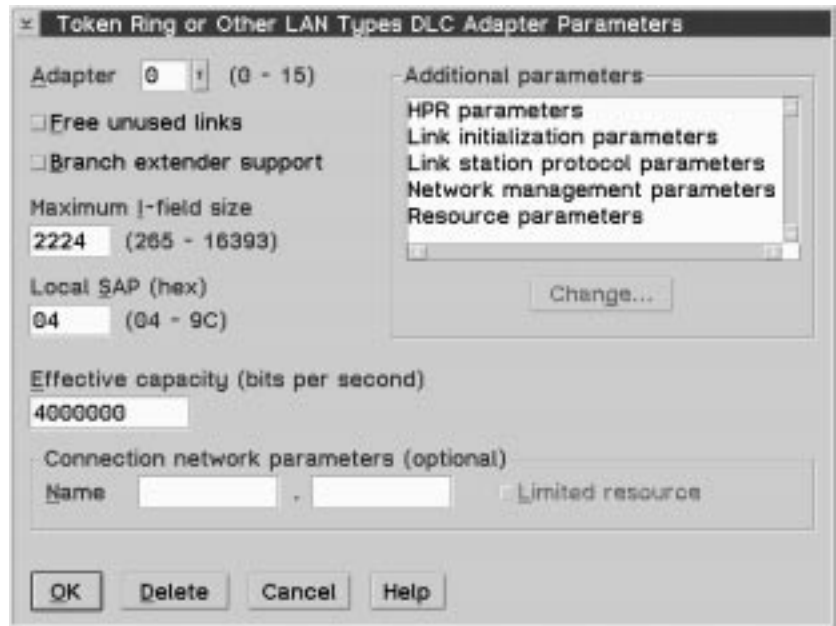 Token Ring or Other LAN Types DLC Adapter Parameters
Adapter 0 (0 - 15)
Free unused links
Branch extender support
Maximum I-field size
2224 (265 - 16393)
Local SAP (hex)
04 (04 - 9C)
Additional parameters
HPR parameters
Link initialization parameters
Link station protocol parameters
Network management parameters
Resource parameters
Change...
Effective capacity (bits per second)
4000000
Connection network parameters (optional)
Name . Limited resource
OK Delete Cancel Help